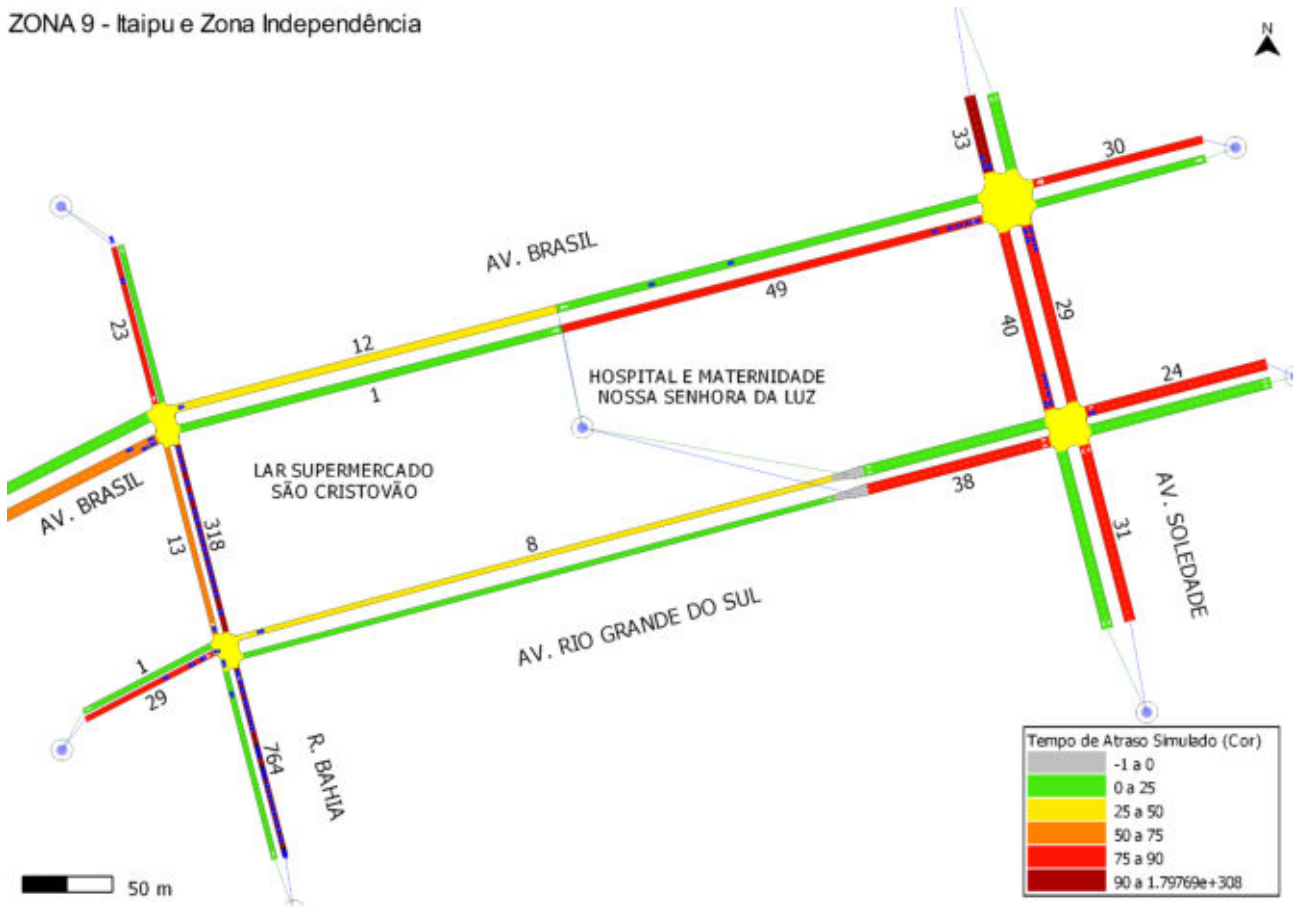 ZONA 9 - Itaipu e Zona Independência
N
33
30
AV. BRASIL
23
12
49
1
40
29
HOSPITAL E MATERNIDADE
NOSSA SENHORA DA LUZ
24
LAR SUPERMERCADO
SÃO CRISTOVÃO
AV. BRASIL
38
318
13
8
31
AV. SOLEDADE
AV. RIO GRANDE DO SUL
1
29
764
R. BAHIA
Tempo de Atraso Simulado (Cor)
-1 a 0
0 a 25
25 a 50
50 a 75
75 a 90
90 a 1.79769e+308
50 m